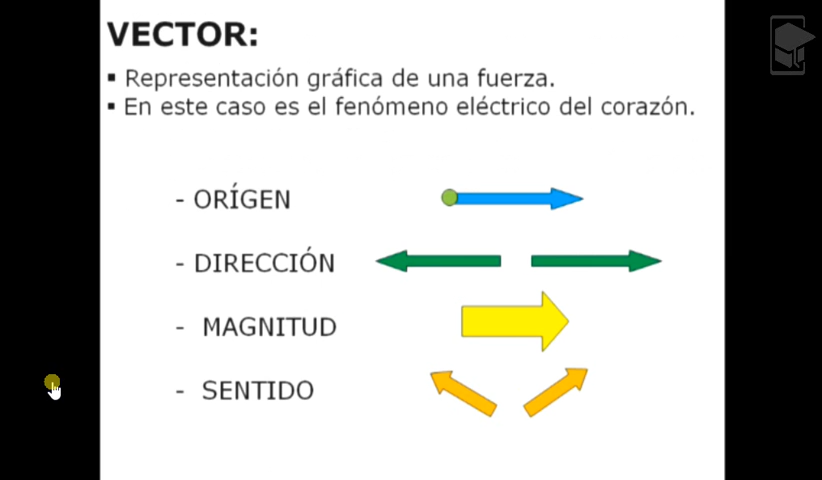 VECTOR:
▪ Representación gráfica de una fuerza.
▪ En este caso es el fenómeno eléctrico del corazón.
- ORÍGEN
- DIRECCIÓN
- MAGNITUD
- SENTIDO